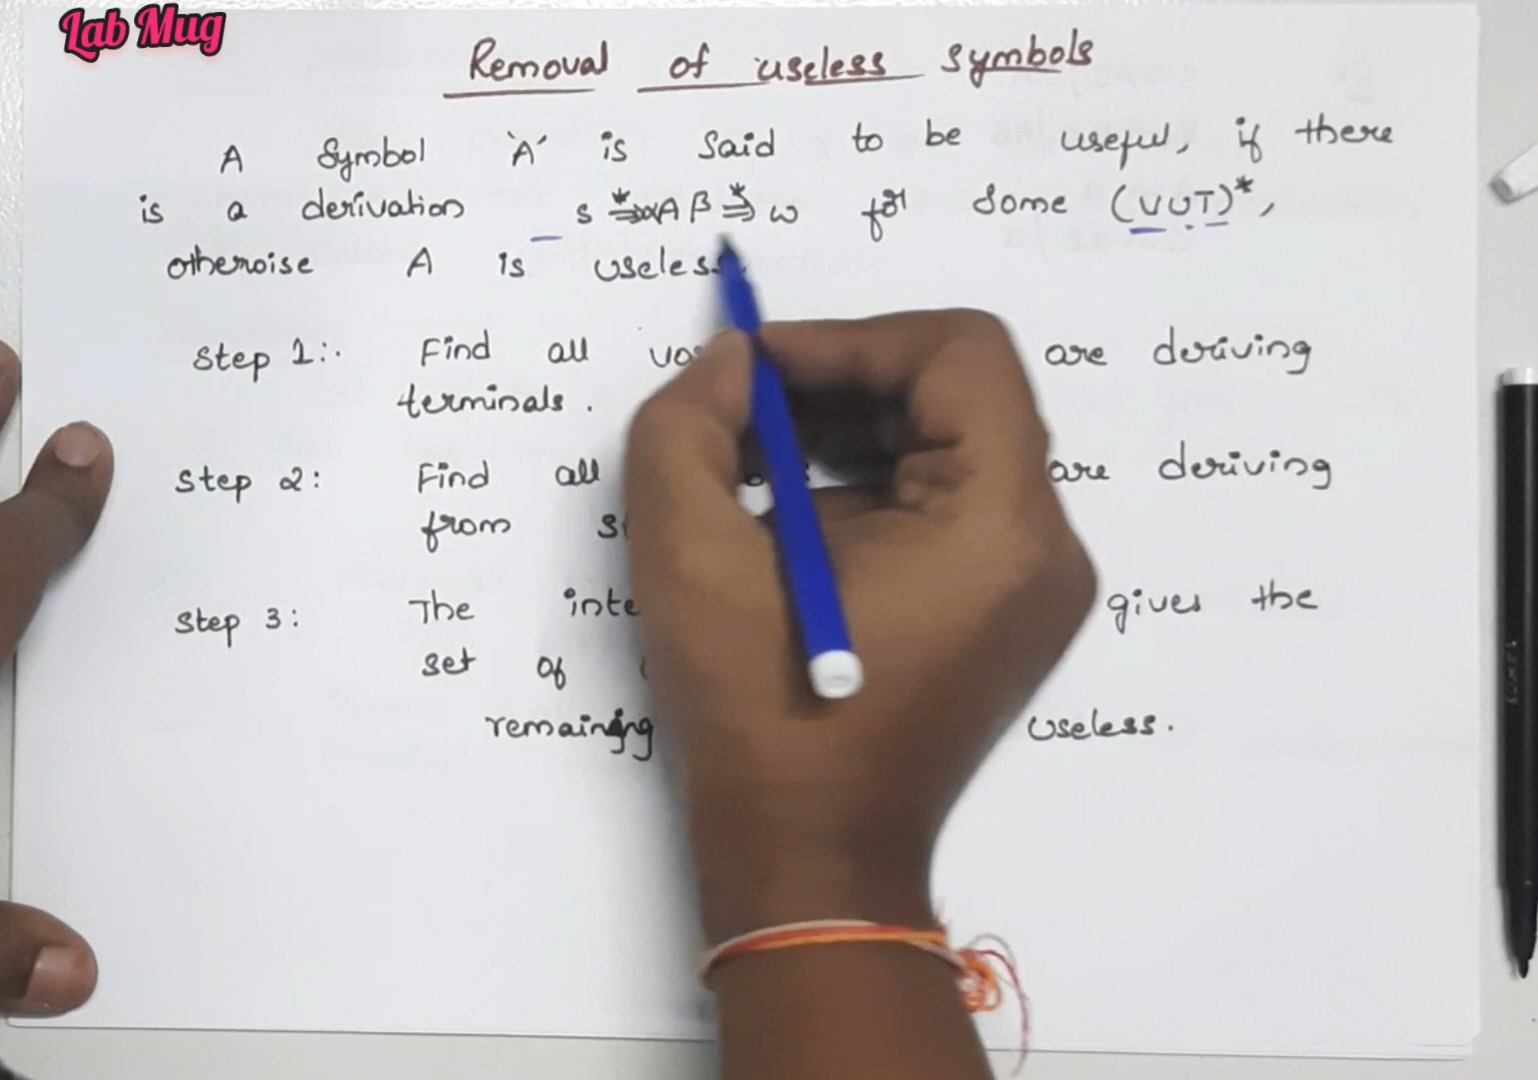 Lab Mug
Removal of useless symbols
A Symbol 'A' is said to be useful, if there
is a derivation S ⇒* αAβ ⇒* ω for some (VUT)*,
otherwise A is useless.
Step 1:. Find all are deriving
terminals.
Step 2: Find all are deriving
from
Step 3: The gives the
set of
remaining useless.